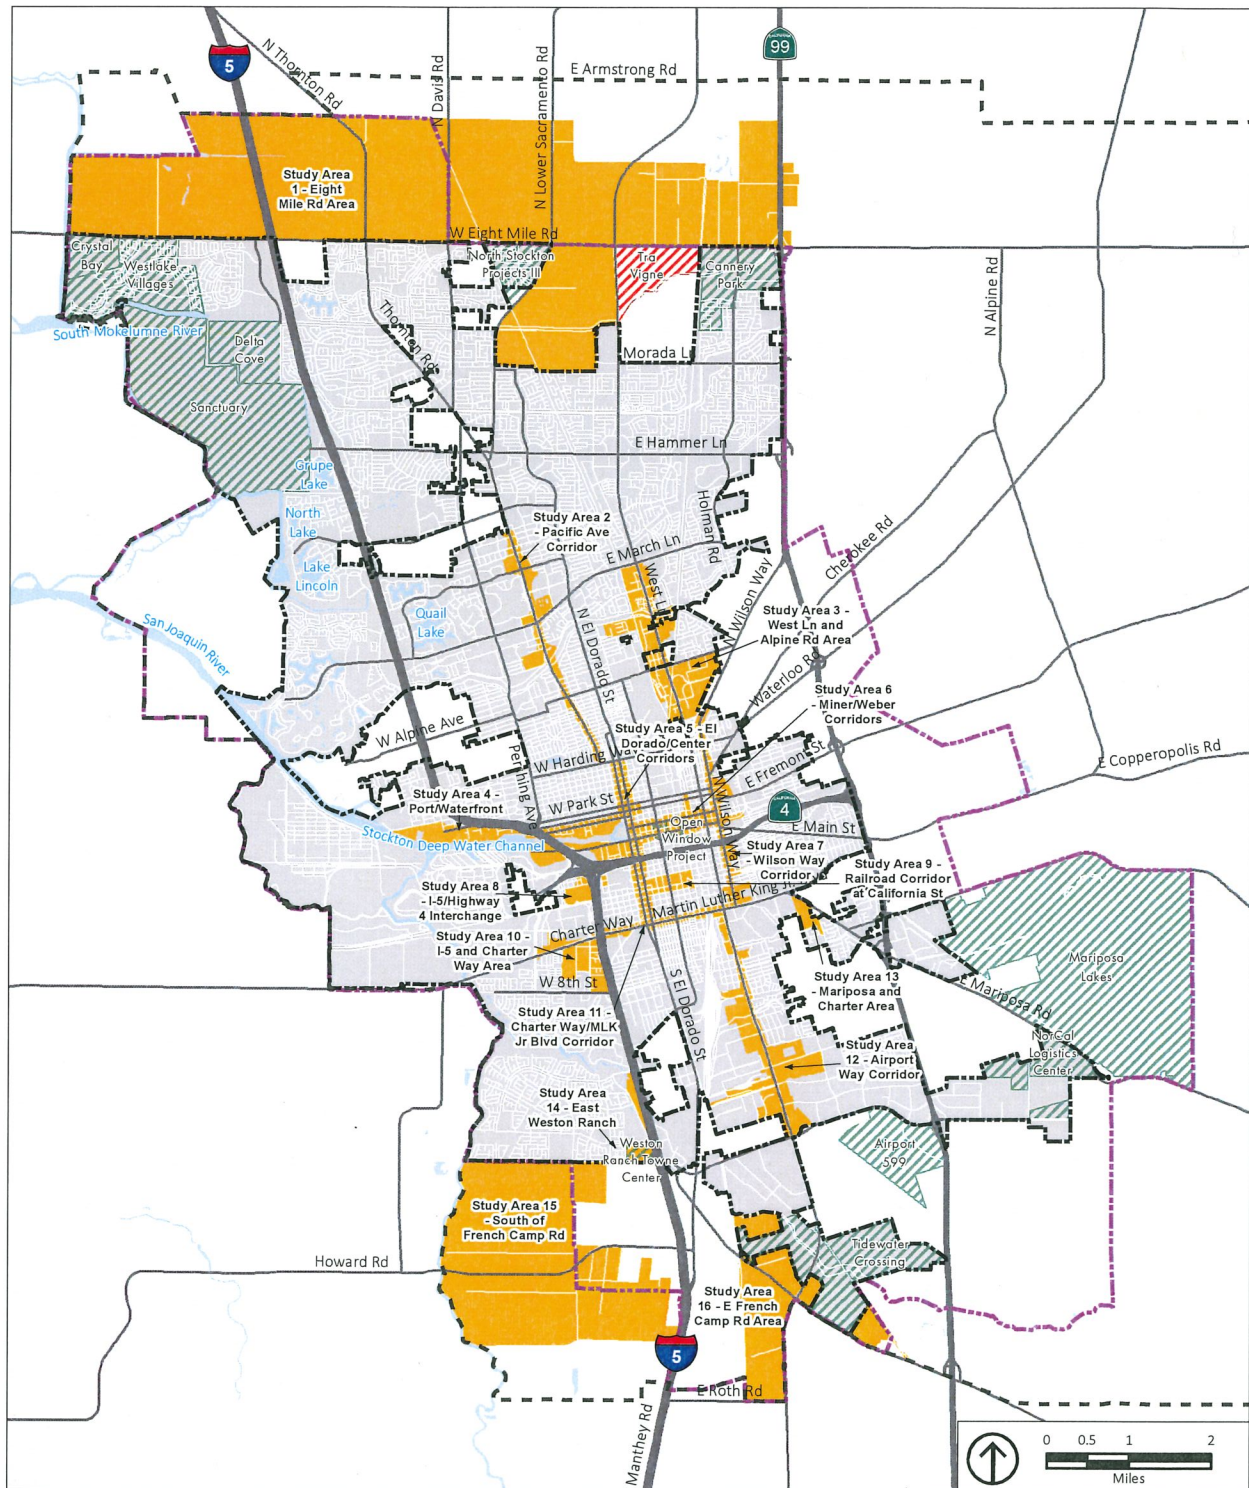 5
CALIFORNIA
99
N Thornton Rd
N Davis Rd
N Lower Sacramento Rd
E Armstrong Rd
Study Area
1 - Eight
Mile Rd Area
W Eight Mile Rd
Crystal
Bay
Westlake
Villages
North Stockton
Projects III
Tra
Vigne
Cannery
Park
N Alpine Rd
South Mokelumne River
Delta
Cove
Thornton Rd
Morada Ln
Sanctuary
E Hammer Ln
Grupe
Lake
North
Lake
Lake
Lincoln
Holman Rd
Study Area 2
- Pacific Ave
Corridor
E March Ln
West Ln
Cherokee Rd
N Wilson Way
Quail
Lake
San Joaquin River
N El Dorado St
Study Area 3 -
West Ln and
Alpine Rd Area
Waterloo Rd
Study Area 6
- Miner/Weber
Corridors
W Alpine Ave
Pershing Ave
Study Area 5 - El
Dorado/Center
Corridors
W Harding Way
E Fremont St
E Copperopolis Rd
Study Area 4 -
Port/Waterfront
W Park St
N Wilson Way
CALIFORNIA
4
E Main St
Stockton Deep Water Channel
Open
Window
Project
Study Area 7
- Wilson Way
Corridor
Study Area 8
- I-5/Highway
4 Interchange
Study Area 9 -
Railroad Corridor
at California St
Martin Luther King Jr.
Charter Way
Study Area 10 -
I-5 and Charter
Way Area
W 8th St
Mariposa
Lakes
E Mariposa Rd
Study Area 13
- Mariposa and
Charter Area
Study Area 11 -
Charter Way/MLK
Jr Blvd Corridor
S El Dorado St
Study Area
12 - Airport
Way Corridor
NorCal
Logistics
Center
Study Area
14 - East
Weston Ranch
Weston
Ranch Towne
Center
Airport
599
Study Area 15
- South of
French Camp Rd
Howard Rd
Tidewater
Crossing
Study Area
16 - E French
Camp Rd Area
5
E Roth Rd
Manthey Rd
0 0.5 1 2
Miles